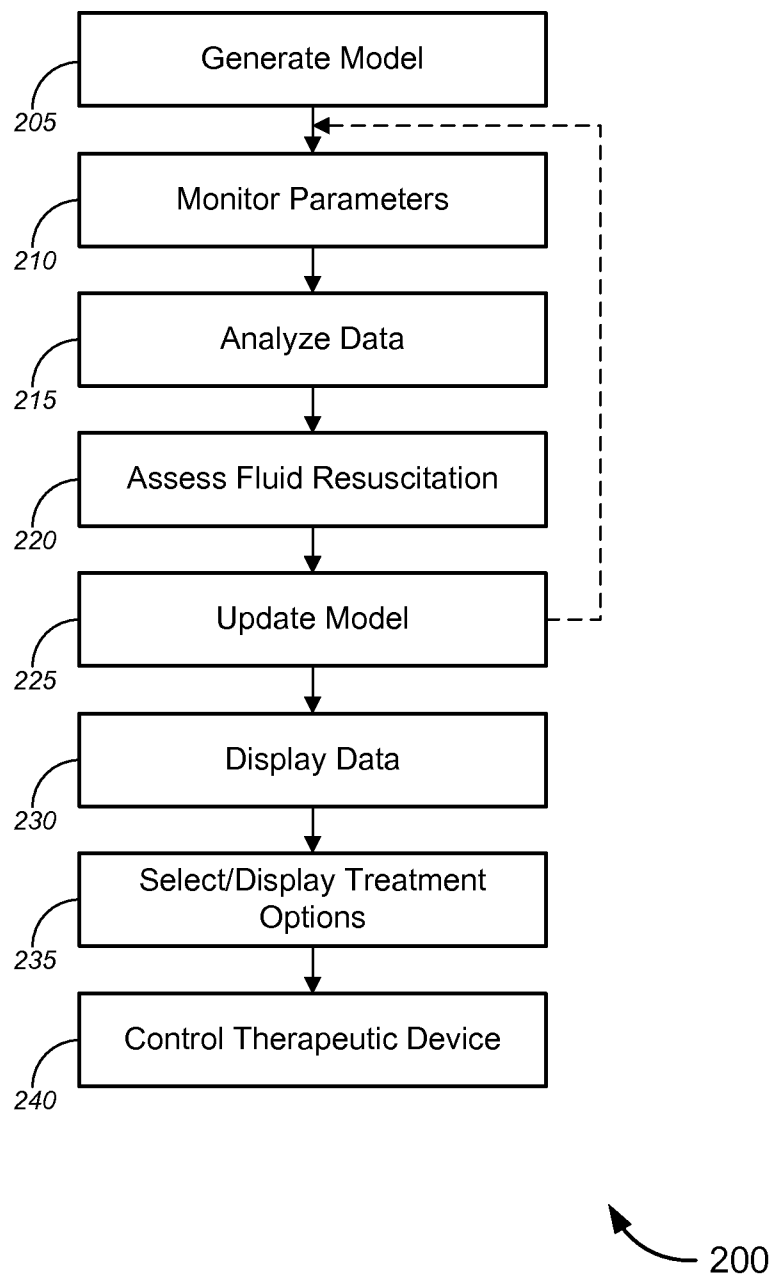 Generate Model
205
Monitor Parameters
210
Analyze Data
215
Assess Fluid Resuscitation
220
Update Model
225
Display Data
230
Select/Display Treatment
Options
235
Control Therapeutic Device
240
200